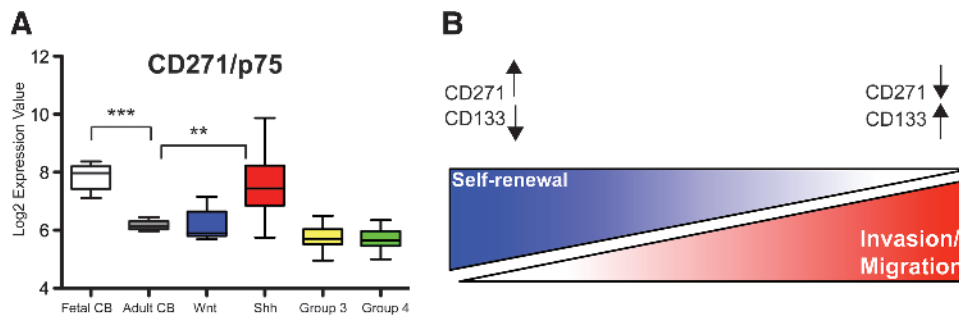 A
CD271/p75
Log2 Expression Value
12
10
8
6
4
***
**
Fetal CB Adult CB Wnt Shh Group 3 Group 4
B
CD271
CD133
CD271
CD133
Self-renewal
Invasion/
Migration